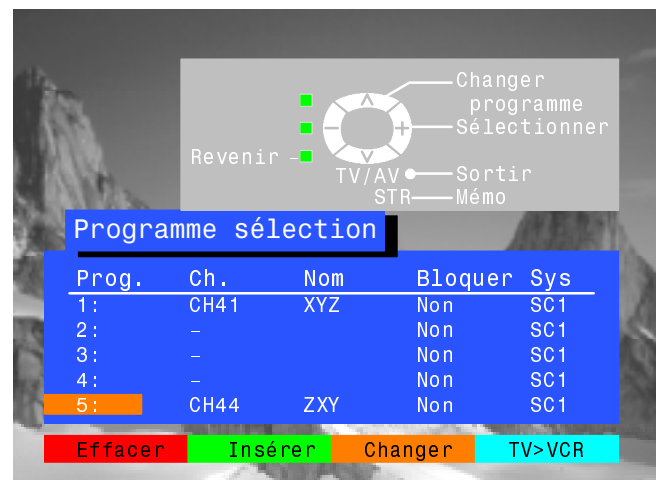 Changer
programme
Sélectionner
Revenir
TV/AV Sortir
STR Mémo
Programme sélection
Prog. Ch. Nom Bloquer Sys
1: CH41 XYZ Non SC1
2: – Non SC1
3: – Non SC1
4: – Non SC1
5: CH44 ZXY Non SC1
Effacer Insérer Changer TV>VCR